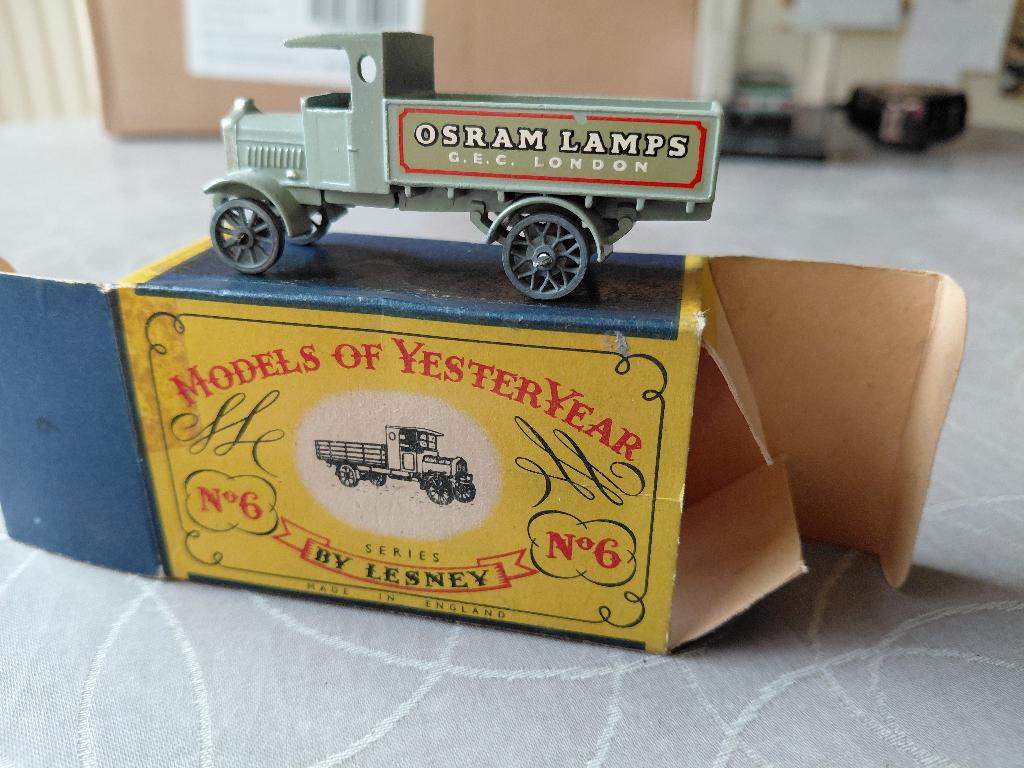 OSRAM LAMPS
G.E.C. LONDON
MODELS OF YESTERYEAR
Nº6
Nº6
SERIES
BY LESNEY
MADE IN ENGLAND